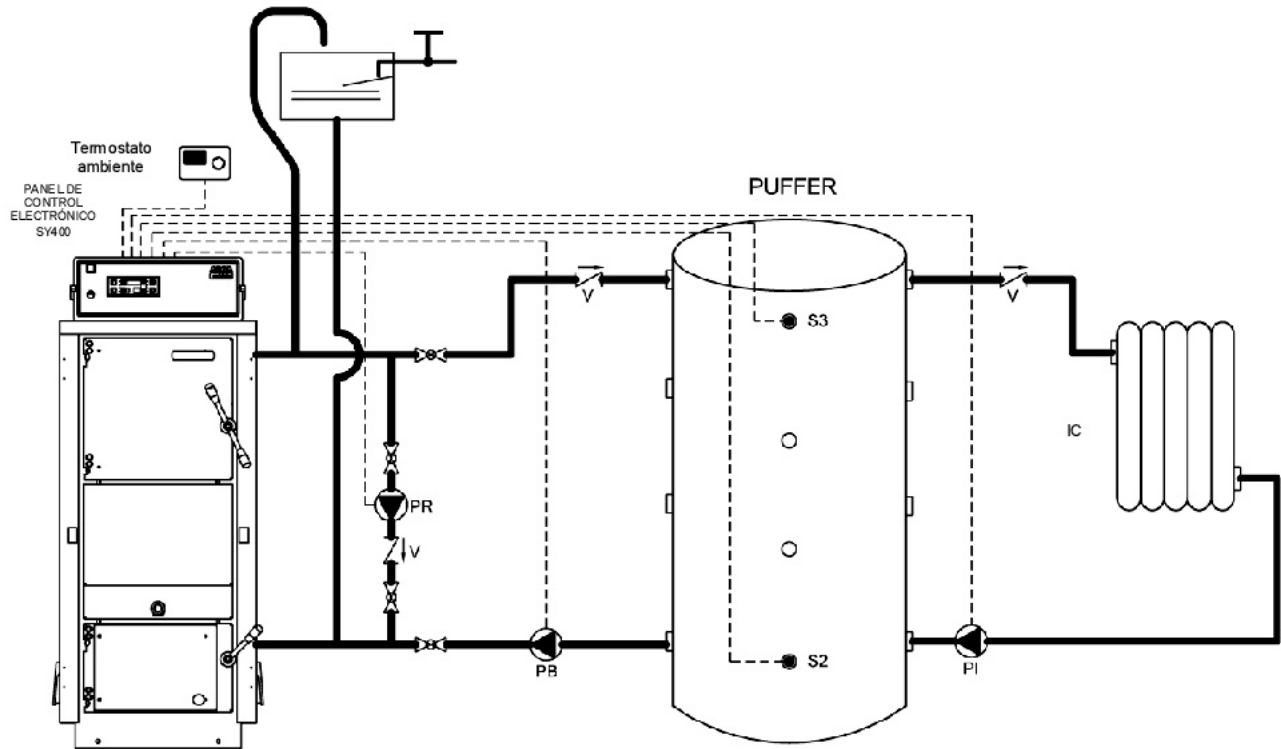 Termostato
ambiente
PANEL DE
CONTROL
ELECTRÓNICO
SY400
PUFFER
V
V
S3
IC
PR
V
PB
S2
PI